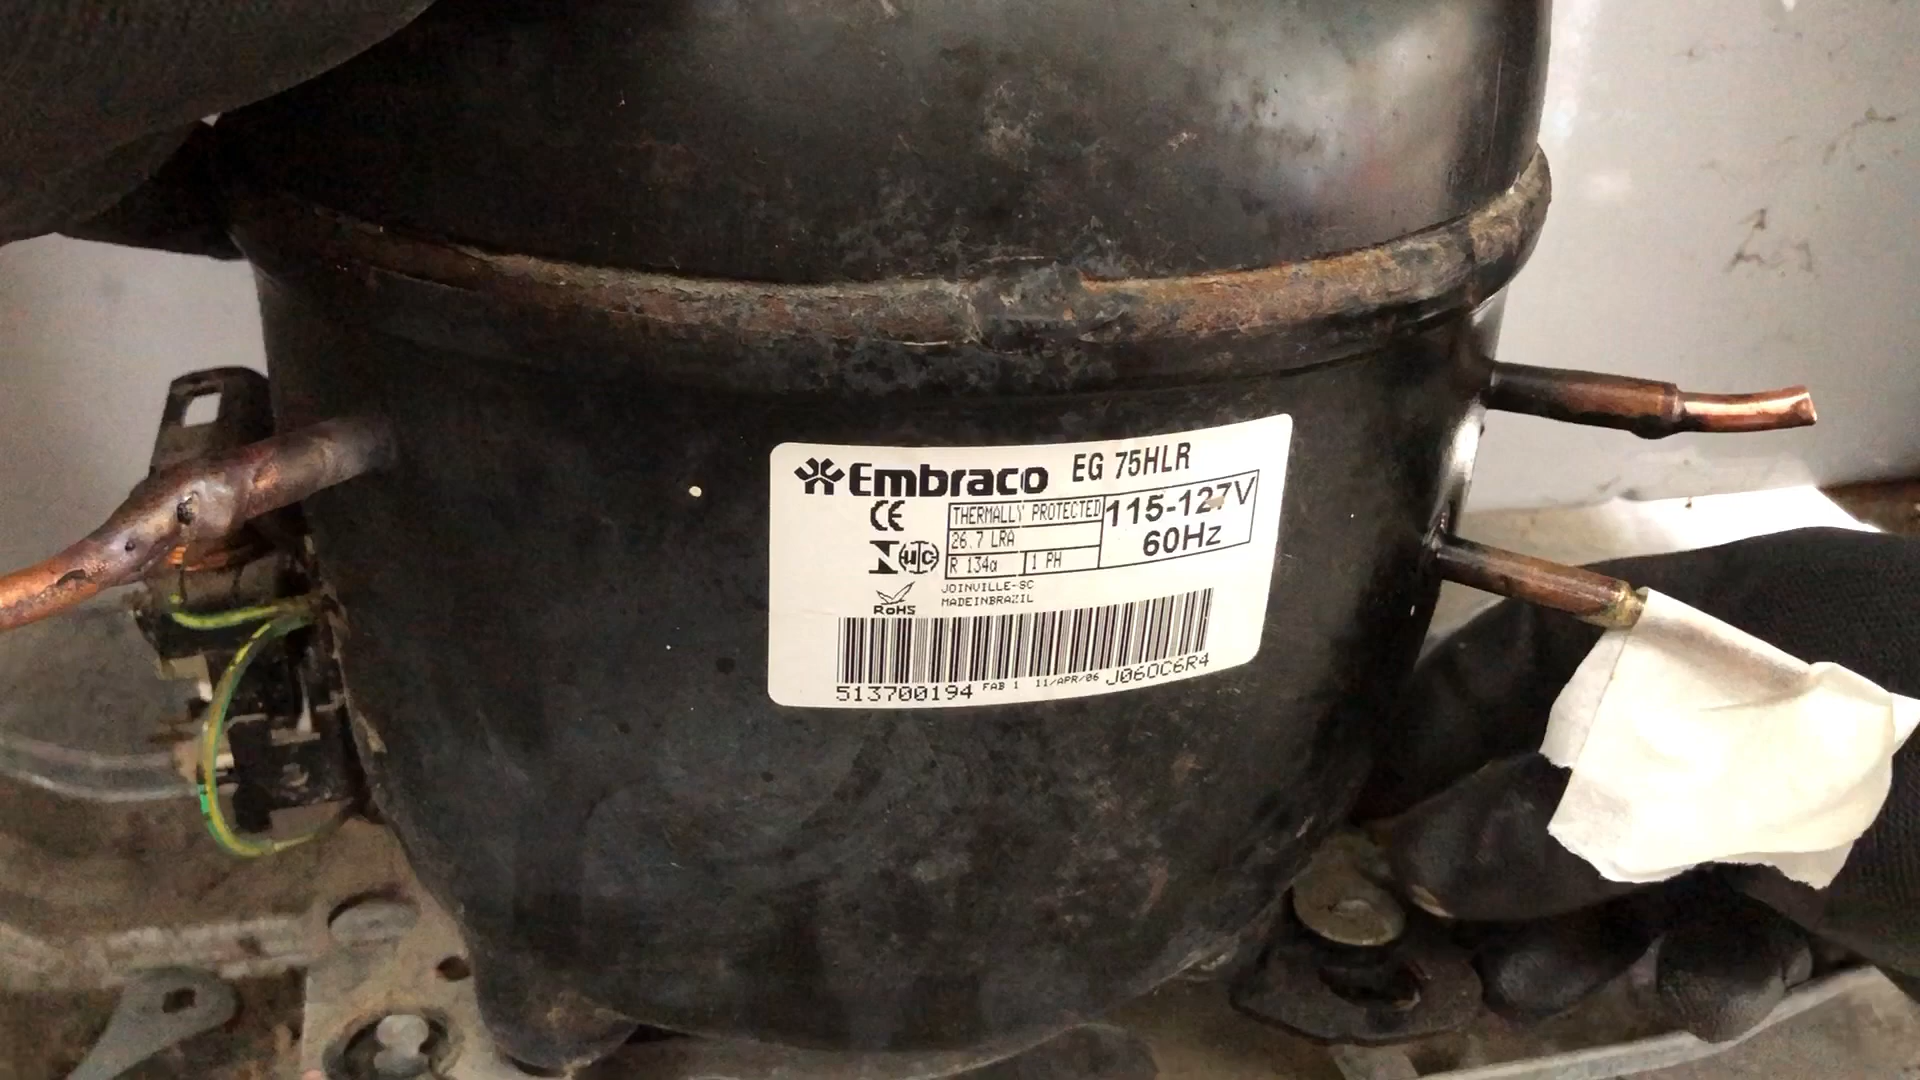 Embraco EG 75HLR
CE
THERMALLY PROTECTED
115-127V
60Hz
26.7 LRA
R 134a
1 PH
JOINVILLE-SC
MADEINBRAZIL
RoHS
513700194 FAB 1 11/APR/06 J060C6R4